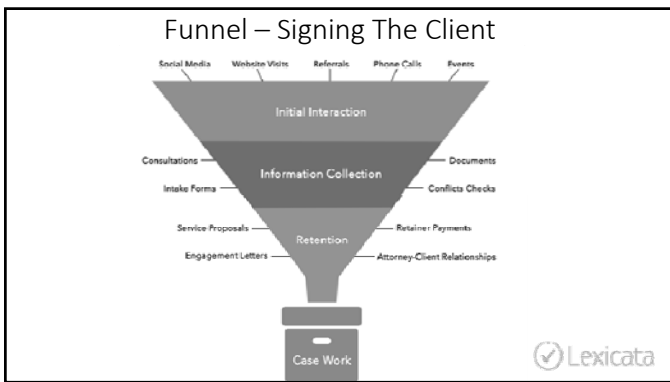 Funnel – Signing The Client
Social Media Website Visits Referrals Phone Calls Events
Initial Interaction
Consultations Documents
Information Collection
Intake Forms Conflicts Checks
Service Proposals Retainer Payments
Retention
Engagement Letters Attorney-Client Relationships
Case Work
Lexicata